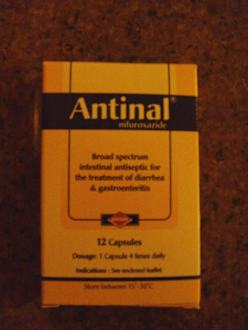 Antinal®
nifuroxazide
Broad spectrum
intestinal antiseptic for
the treatment of diarrhea
& gastroenteritis
12 Capsules
Dosage: 1 Capsule 4 times daily
Indications : See enclosed leaflet
Store between 15°-30°C